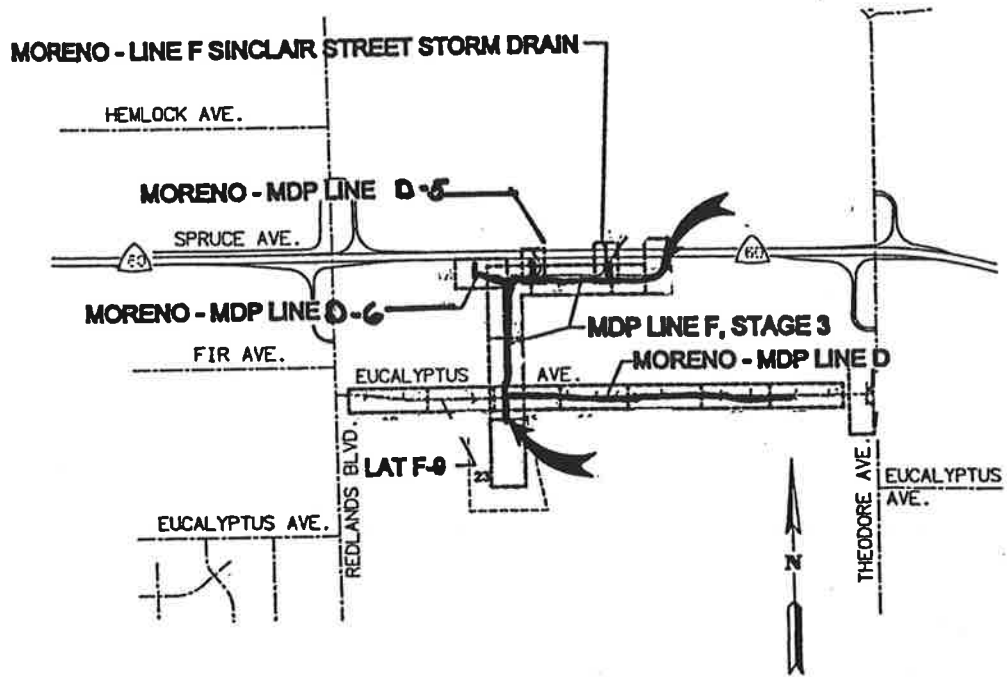 MORENO - LINE F SINCLAIR STREET STORM DRAIN
HEMLOCK AVE.
MORENO - MDP LINE D-5
SPRUCE AVE.
60
60
MORENO - MDP LINE D-6
MDP LINE F, STAGE 3
FIR AVE.
MORENO - MDP LINE D
EUCALYPTUS AVE.
REDLANDS BLVD.
LAT F-9
23
THEODORE AVE.
EUCALYPTUS
AVE.
EUCALYPTUS AVE.
N